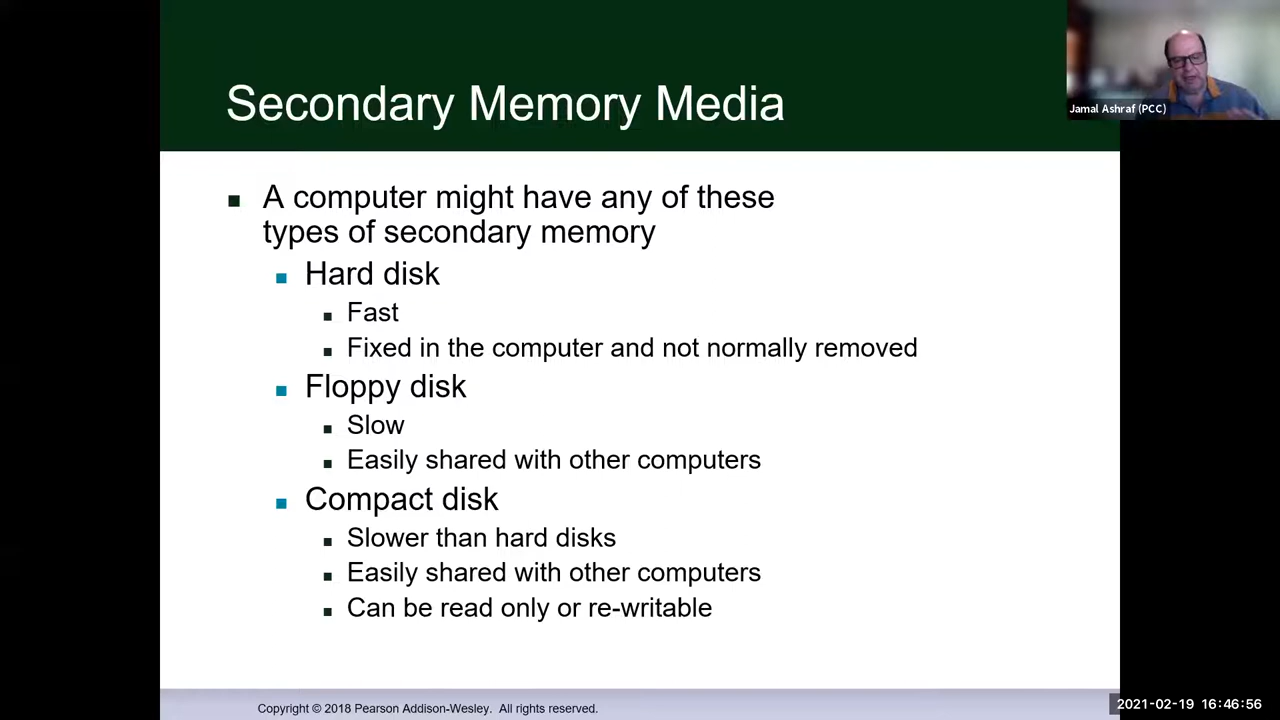 Secondary Memory Media
Jamal Ashraf (PCC)
A computer might have any of these
types of secondary memory
Hard disk
Fast
Fixed in the computer and not normally removed
Floppy disk
Slow
Easily shared with other computers
Compact disk
Slower than hard disks
Easily shared with other computers
Can be read only or re-writable
Copyright © 2018 Pearson Addison-Wesley. All rights reserved.
2021-02-19 16:46:56